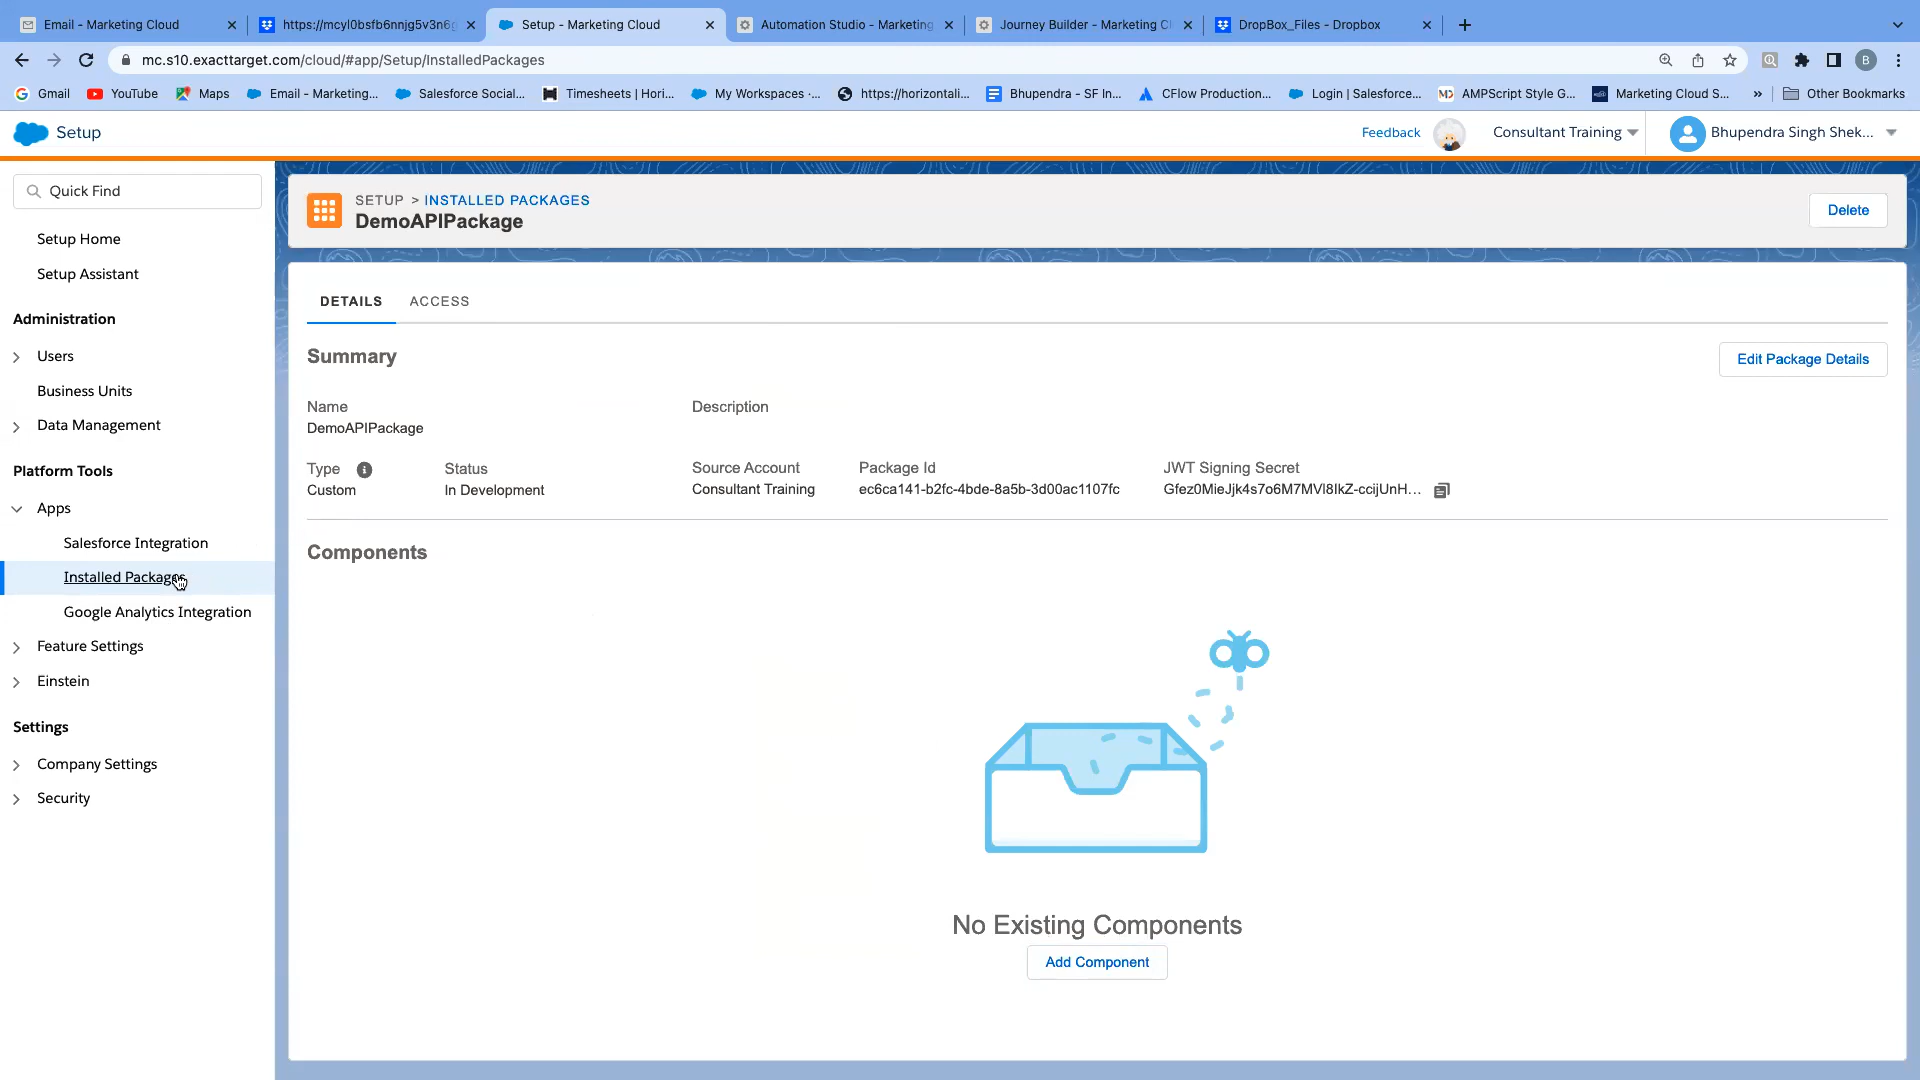 Email - Marketing Cloud
https://mcyl0bsfb6nnjg5v3n6g
Setup - Marketing Cloud
Automation Studio - Marketing
Journey Builder - Marketing Cl
DropBox_Files - Dropbox
mc.s10.exacttarget.com/cloud/#app/Setup/InstalledPackages
B
Gmail
YouTube
Maps
Email - Marketing...
Salesforce Social...
Timesheets | Hori...
My Workspaces -...
https://horizontali...
Bhupendra - SF In...
CFlow Production...
Login | Salesforce...
AMPScript Style G...
Marketing Cloud S...
»
Other Bookmarks
Setup
Feedback
Consultant Training
Bhupendra Singh Shek...
Quick Find
Setup Home
Setup Assistant
Administration
Users
Business Units
Data Management
Platform Tools
Apps
Salesforce Integration
Installed Packages
Google Analytics Integration
Feature Settings
Einstein
Settings
Company Settings
Security
SETUP > INSTALLED PACKAGES
DemoAPIPackage
Delete
DETAILS ACCESS
Summary
Edit Package Details
Name
DemoAPIPackage
Description
Type
Custom
Status
In Development
Source Account
Consultant Training
Package Id
ec6ca141-b2fc-4bde-8a5b-3d00ac1107fc
JWT Signing Secret
Gfez0MieJjk4s7o6M7MVl8IkZ-ccijUnH...
Components
No Existing Components
Add Component